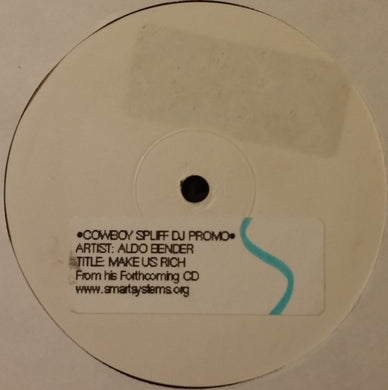 •COWBOY SPLIFF DJ PROMO•
ARTIST: ALDO BENDER
TITLE: MAKE US RICH
From his Forthcoming CD
www.smartsystems.org